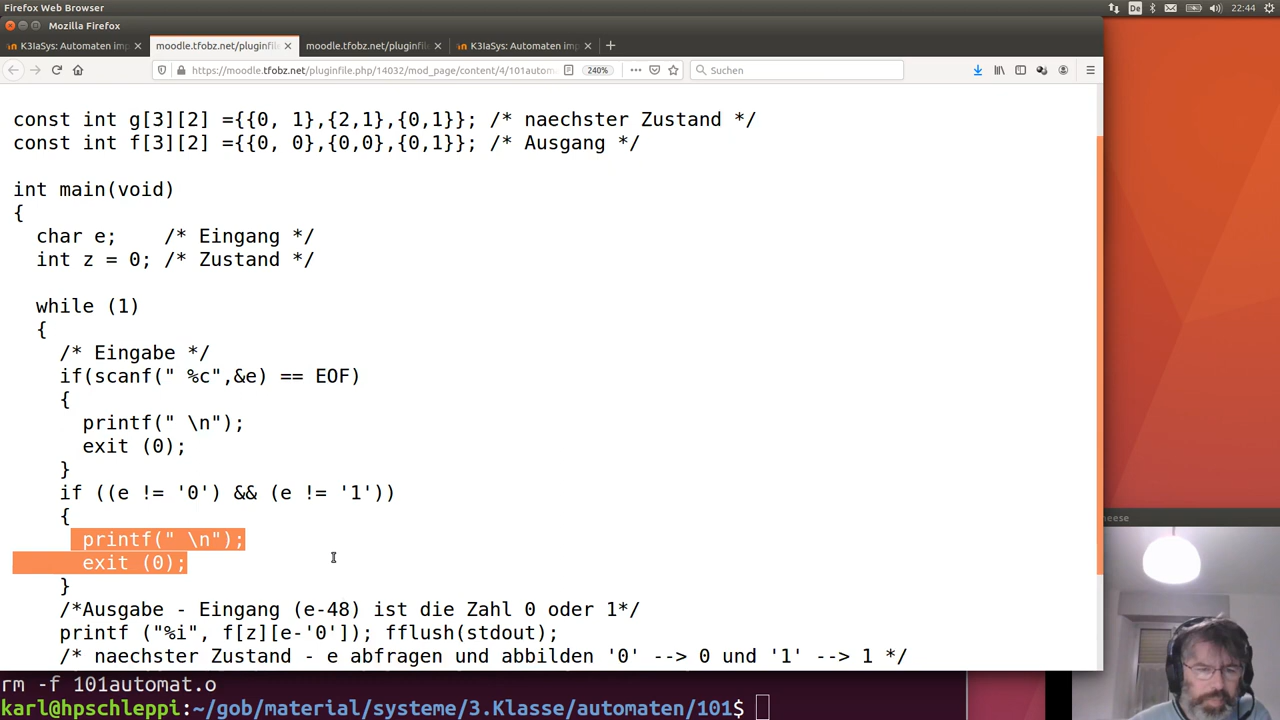 Firefox Web Browser
De
22:44
Mozilla Firefox
K3IaSys: Automaten im
moodle.tfobz.net/pluginfile
moodle.tfobz.net/pluginfile
K3IaSys: Automaten im
https://moodle.tfobz.net/pluginfile.php/14032/mod_page/content/4/101autom
240%
Suchen
const int g[3][2] ={{0, 1},{2,1},{0,1}}; /* naechster Zustand */
const int f[3][2] ={{0, 0},{0,0},{0,1}}; /* Ausgang */
int main(void)
{
char e; /* Eingang */
int z = 0; /* Zustand */
while (1)
{
/* Eingabe */
if(scanf(" %c",&e) == EOF)
{
printf(" \n");
exit (0);
}
if ((e != '0') && (e != '1'))
{
printf(" \n");
exit (0);
}
/*Ausgabe - Eingang (e-48) ist die Zahl 0 oder 1*/
printf ("%i", f[z][e-'0']); fflush(stdout);
/* naechster Zustand - e abfragen und abbilden '0' --> 0 und '1' --> 1 */
eese
rm -f 101automat.o
karl@hpschleppi:~/gob/material/systeme/3.Klasse/automaten/101$